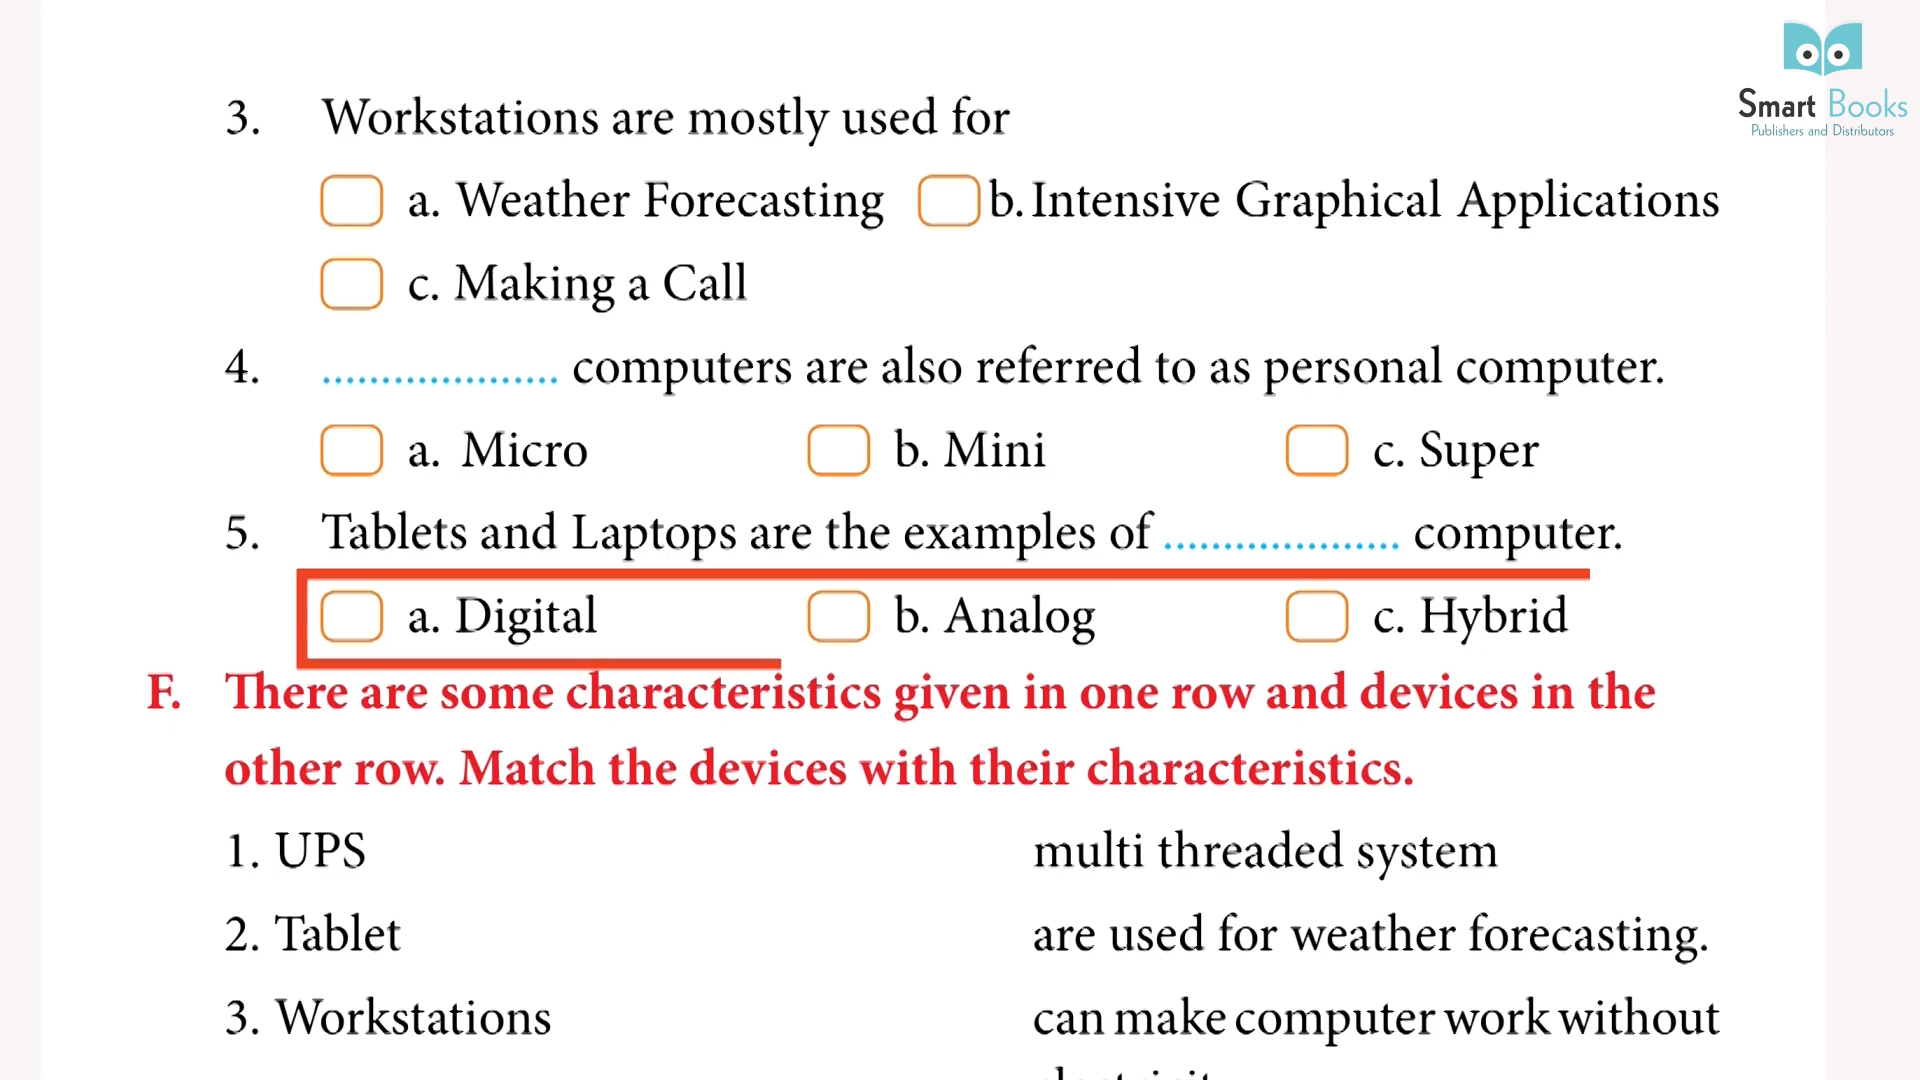 Smart Books
Publishers and Distributors
3. Workstations are mostly used for
a. Weather Forecasting b. Intensive Graphical Applications
c. Making a Call
4. .................... computers are also referred to as personal computer.
a. Micro b. Mini c. Super
5. Tablets and Laptops are the examples of .................... computer.
a. Digital b. Analog c. Hybrid
F. There are some characteristics given in one row and devices in the
other row. Match the devices with their characteristics.
1. UPS multi threaded system
2. Tablet are used for weather forecasting.
3. Workstations can make computer work without